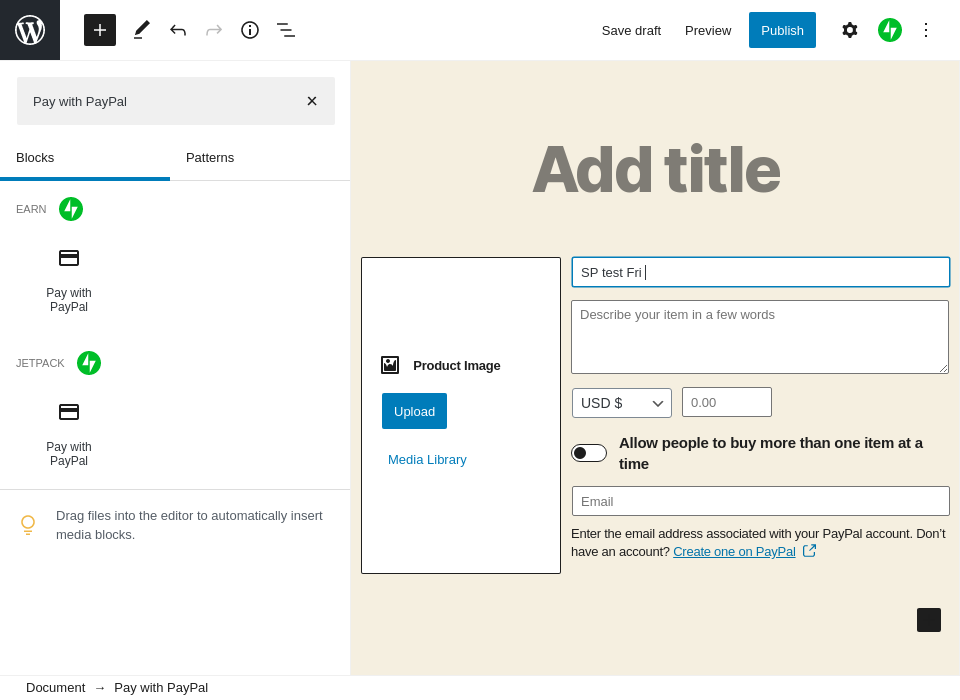 Save draft
Preview
Publish
Pay with PayPal
Blocks
Patterns
EARN
Pay with
PayPal
JETPACK
Pay with
PayPal
Drag files into the editor to automatically insert
media blocks.
Add title
Product Image
Upload
Media Library
SP test Fri
Describe your item in a few words
USD $
0.00
Allow people to buy more than one item at a
time
Email
Enter the email address associated with your PayPal account. Don’t
have an account? Create one on PayPal
Document → Pay with PayPal